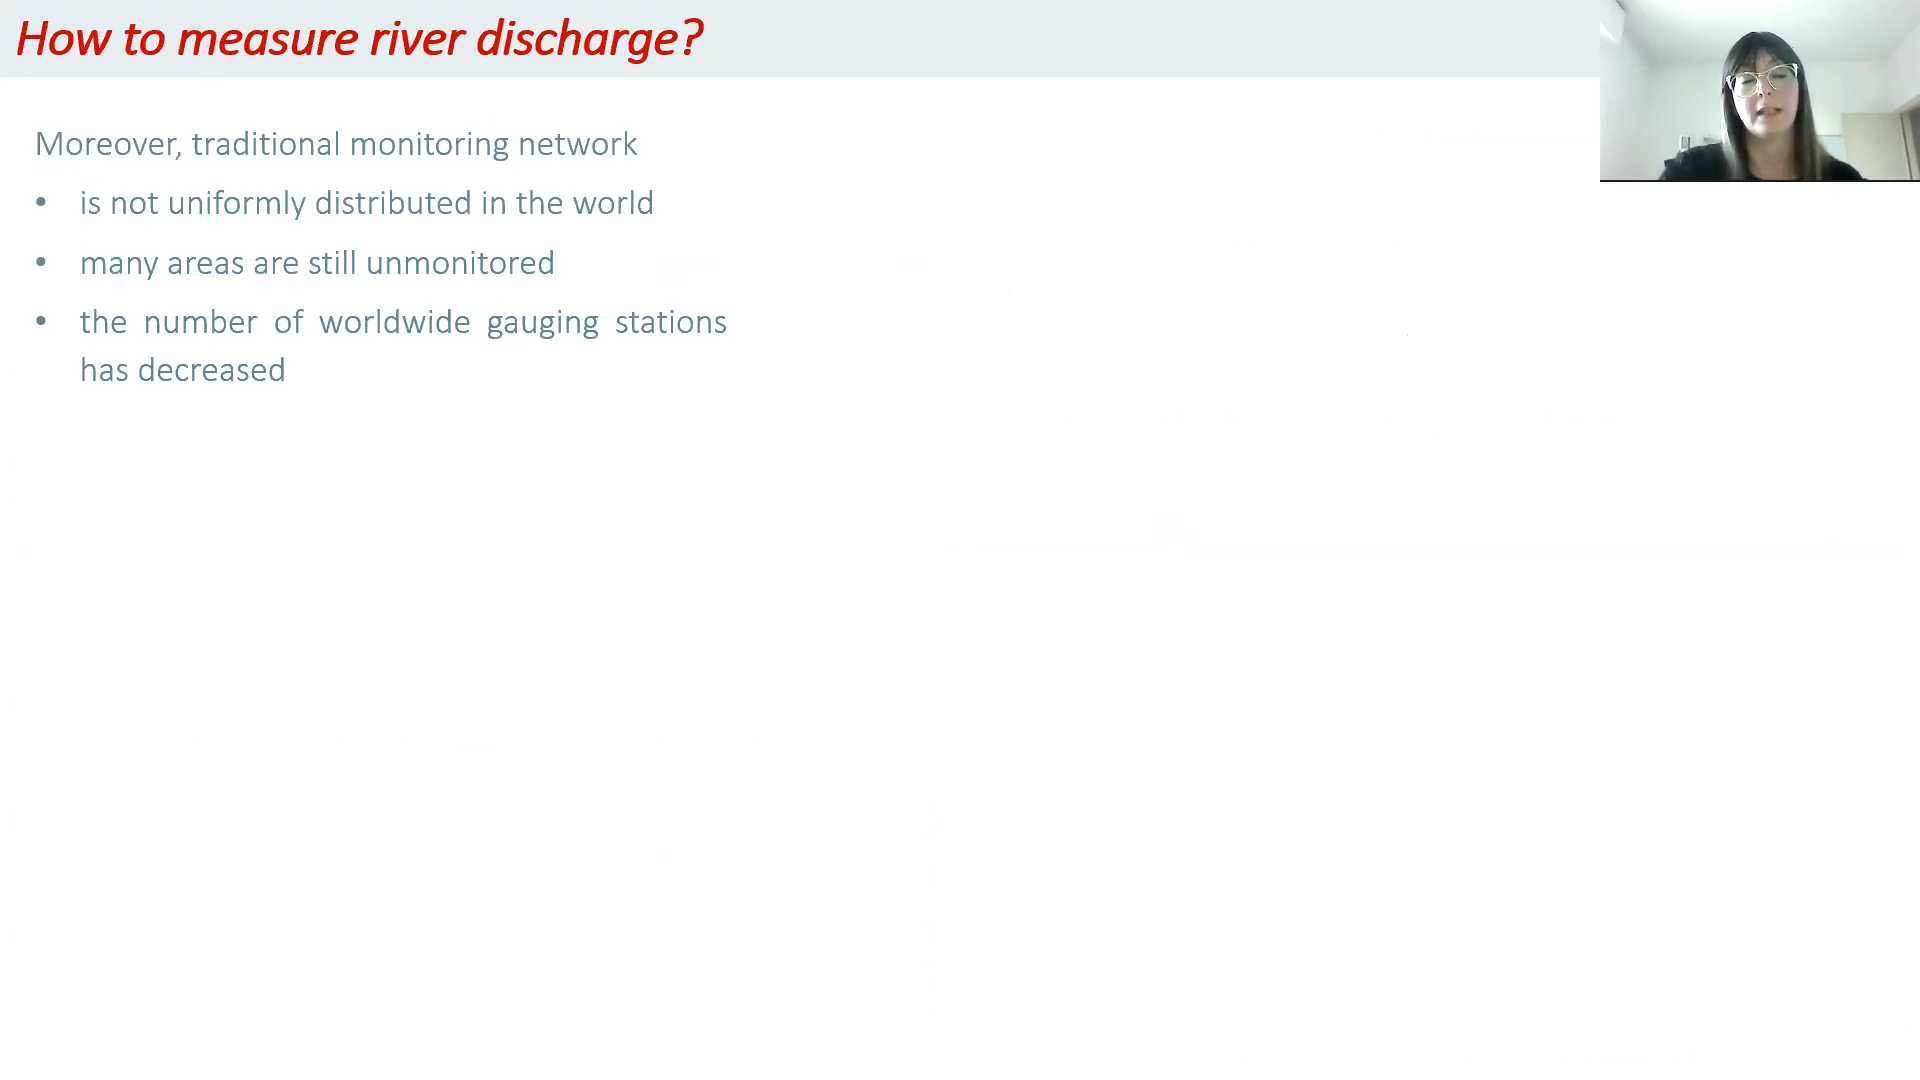 How to measure river discharge?
Moreover, traditional monitoring network
• is not uniformly distributed in the world
• many areas are still unmonitored
• the number of worldwide gauging stations
has decreased